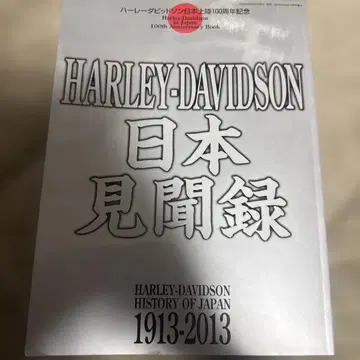 ハーレーダビッドソン日本上陸100周年記念
Harley-Davidson
in Japan
100th Anniversary Book
HARLEY-DAVIDSON
日本
見聞録
HARLEY-DAVIDSON
HISTORY OF JAPAN
1913-2013